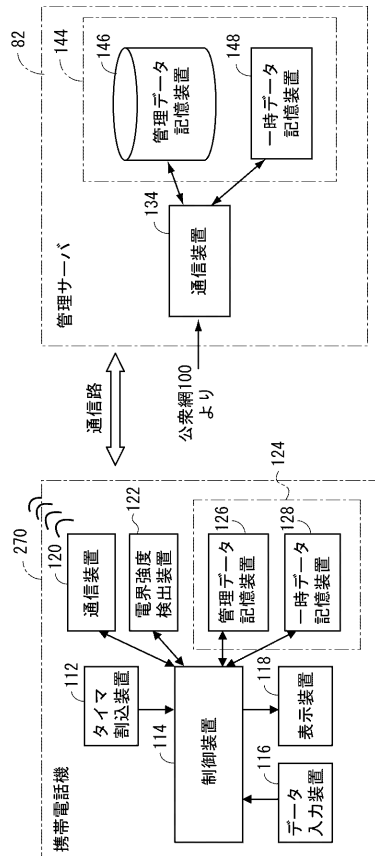 携帯電話機
270
120
通信装置
122
電界強度
検出装置
124
126
管理データ
記憶装置
128
一時データ
記憶装置
112
タイマ
割込装置
114
制御装置
116
データ
入力装置
118
表示装置
通信路
公衆網100
より
管理サーバ
82
134
通信装置
144
146
管理データ
記憶装置
148
一時データ
記憶装置